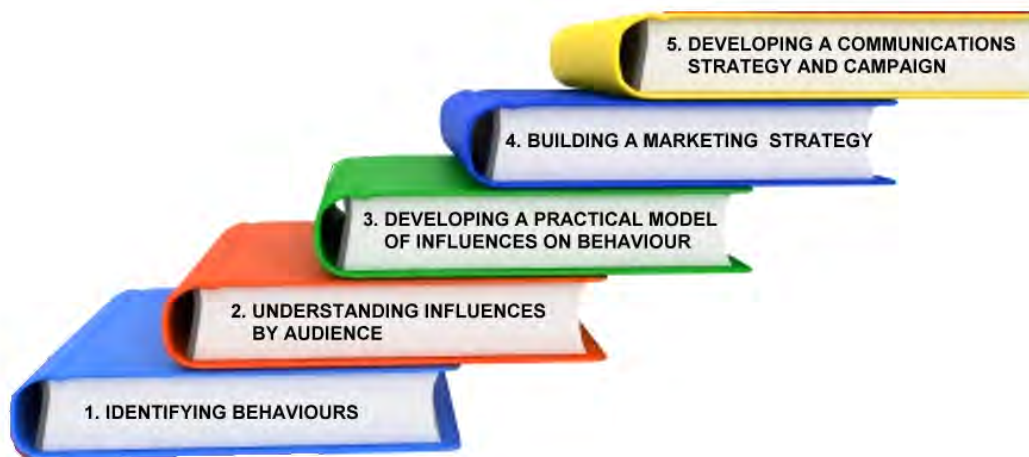 5. DEVELOPING A COMMUNICATIONS
STRATEGY AND CAMPAIGN
4. BUILDING A MARKETING STRATEGY
3. DEVELOPING A PRACTICAL MODEL
OF INFLUENCES ON BEHAVIOUR
2. UNDERSTANDING INFLUENCES
BY AUDIENCE
1. IDENTIFYING BEHAVIOURS